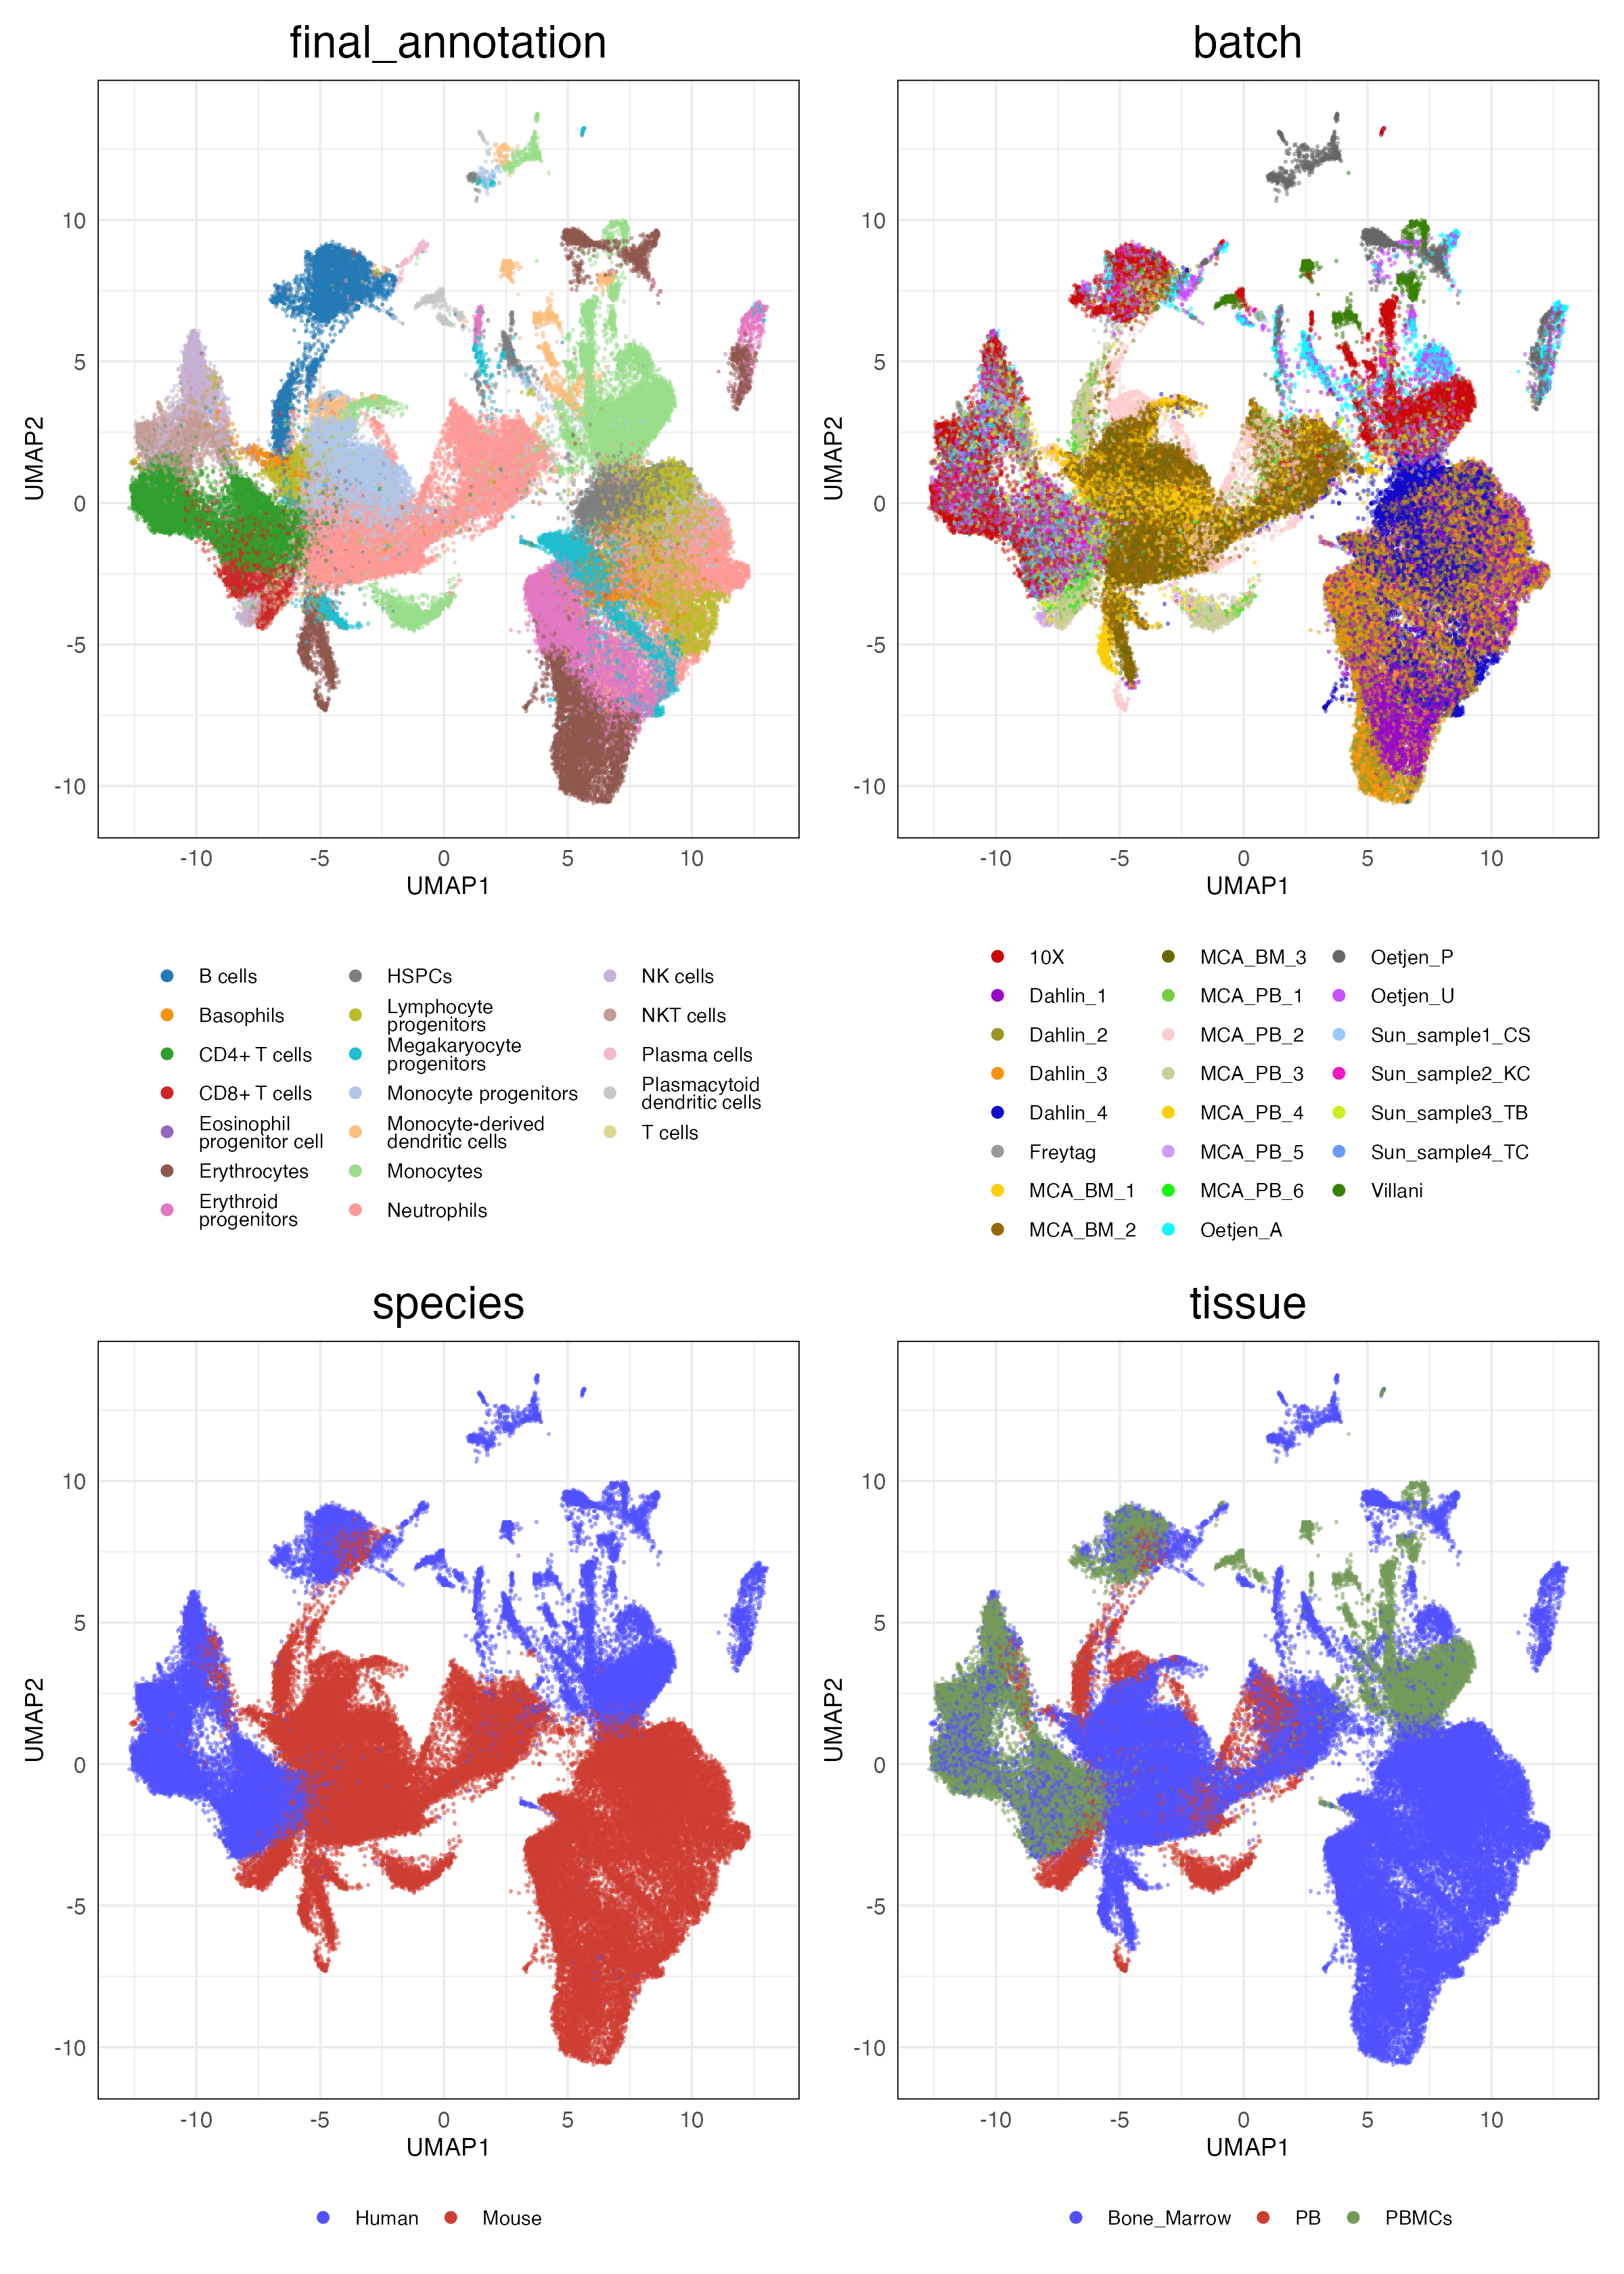 final_annotation
batch
10
5
0
-5
-10
UMAP2
-10
-5
0
5
10
UMAP1
10
5
0
-5
-10
UMAP2
-10
-5
0
5
10
UMAP1
B cells
Basophils
CD4+ T cells
CD8+ T cells
Eosinophil
progenitor cell
Erythrocytes
Erythroid
progenitors
HSPCs
Lymphocyte
progenitors
Megakaryocyte
progenitors
Monocyte progenitors
Monocyte-derived
dendritic cells
Monocytes
Neutrophils
NK cells
NKT cells
Plasma cells
Plasmacytoid
dendritic cells
T cells
10X
Dahlin_1
Dahlin_2
Dahlin_3
Dahlin_4
Freytag
MCA_BM_1
MCA_BM_2
MCA_BM_3
MCA_PB_1
MCA_PB_2
MCA_PB_3
MCA_PB_4
MCA_PB_5
MCA_PB_6
Oetjen_A
Oetjen_P
Oetjen_U
Sun_sample1_CS
Sun_sample2_KC
Sun_sample3_TB
Sun_sample4_TC
Villani
species
tissue
10
5
0
-5
-10
UMAP2
-10
-5
0
5
10
UMAP1
10
5
0
-5
-10
UMAP2
-10
-5
0
5
10
UMAP1
Human
Mouse
Bone_Marrow
PB
PBMCs